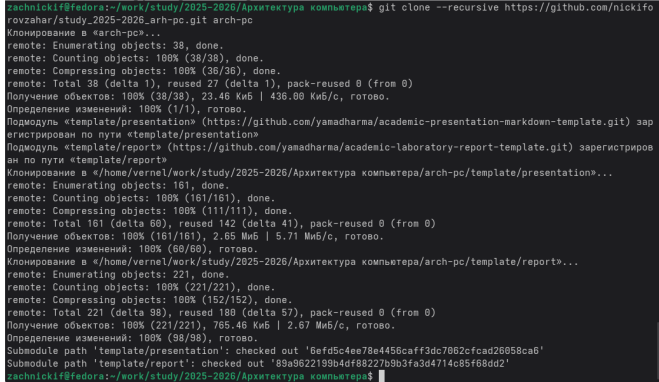 zachnickif@fedora:~/work/study/2025-2026/Архитектура компьютера$ git clone --recursive https://github.com/nickifo
rovzahar/study_2025-2026_arh-pc.git arch-pc
Клонирование в «arch-pc»...
remote: Enumerating objects: 38, done.
remote: Counting objects: 100% (38/38), done.
remote: Compressing objects: 100% (36/36), done.
remote: Total 38 (delta 1), reused 27 (delta 1), pack-reused 0 (from 0)
Получение объектов: 100% (38/38), 23.46 КиБ | 436.00 КиБ/с, готово.
Определение изменений: 100% (1/1), готово.
Подмодуль «template/presentation» (https://github.com/yamadharma/academic-presentation-markdown-template.git) зар
егистрирован по пути «template/presentation»
Подмодуль «template/report» (https://github.com/yamadharma/academic-laboratory-report-template.git) зарегистриров
ан по пути «template/report»
Клонирование в «/home/vernel/work/study/2025-2026/Архитектура компьютера/arch-pc/template/presentation»...
remote: Enumerating objects: 161, done.
remote: Counting objects: 100% (161/161), done.
remote: Compressing objects: 100% (111/111), done.
remote: Total 161 (delta 60), reused 142 (delta 41), pack-reused 0 (from 0)
Получение объектов: 100% (161/161), 2.65 МиБ | 5.71 МиБ/с, готово.
Определение изменений: 100% (60/60), готово.
Клонирование в «/home/vernel/work/study/2025-2026/Архитектура компьютера/arch-pc/template/report»...
remote: Enumerating objects: 221, done.
remote: Counting objects: 100% (221/221), done.
remote: Compressing objects: 100% (152/152), done.
remote: Total 221 (delta 98), reused 180 (delta 57), pack-reused 0 (from 0)
Получение объектов: 100% (221/221), 765.46 КиБ | 2.67 МиБ/с, готово.
Определение изменений: 100% (98/98), готово.
Submodule path 'template/presentation': checked out '6efd5c4ee78e4456caff3dc7062cfcad26058ca6'
Submodule path 'template/report': checked out '89a9622199b4df88227b9b3fa3d4714c85f68dd2'
zachnickif@fedora:~/work/study/2025-2026/Архитектура компьютера$